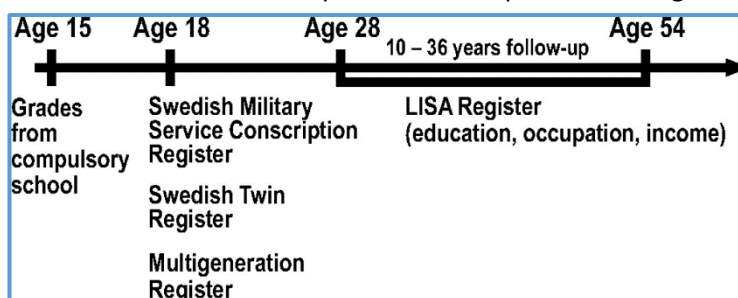 Age 15 Age 18 Age 28 Age 54
10 – 36 years follow-up
Grades
from
compulsory
school
Swedish Military
Service Conscription
Register
Swedish Twin
Register
Multigeneration
Register
LISA Register
(education, occupation, income)